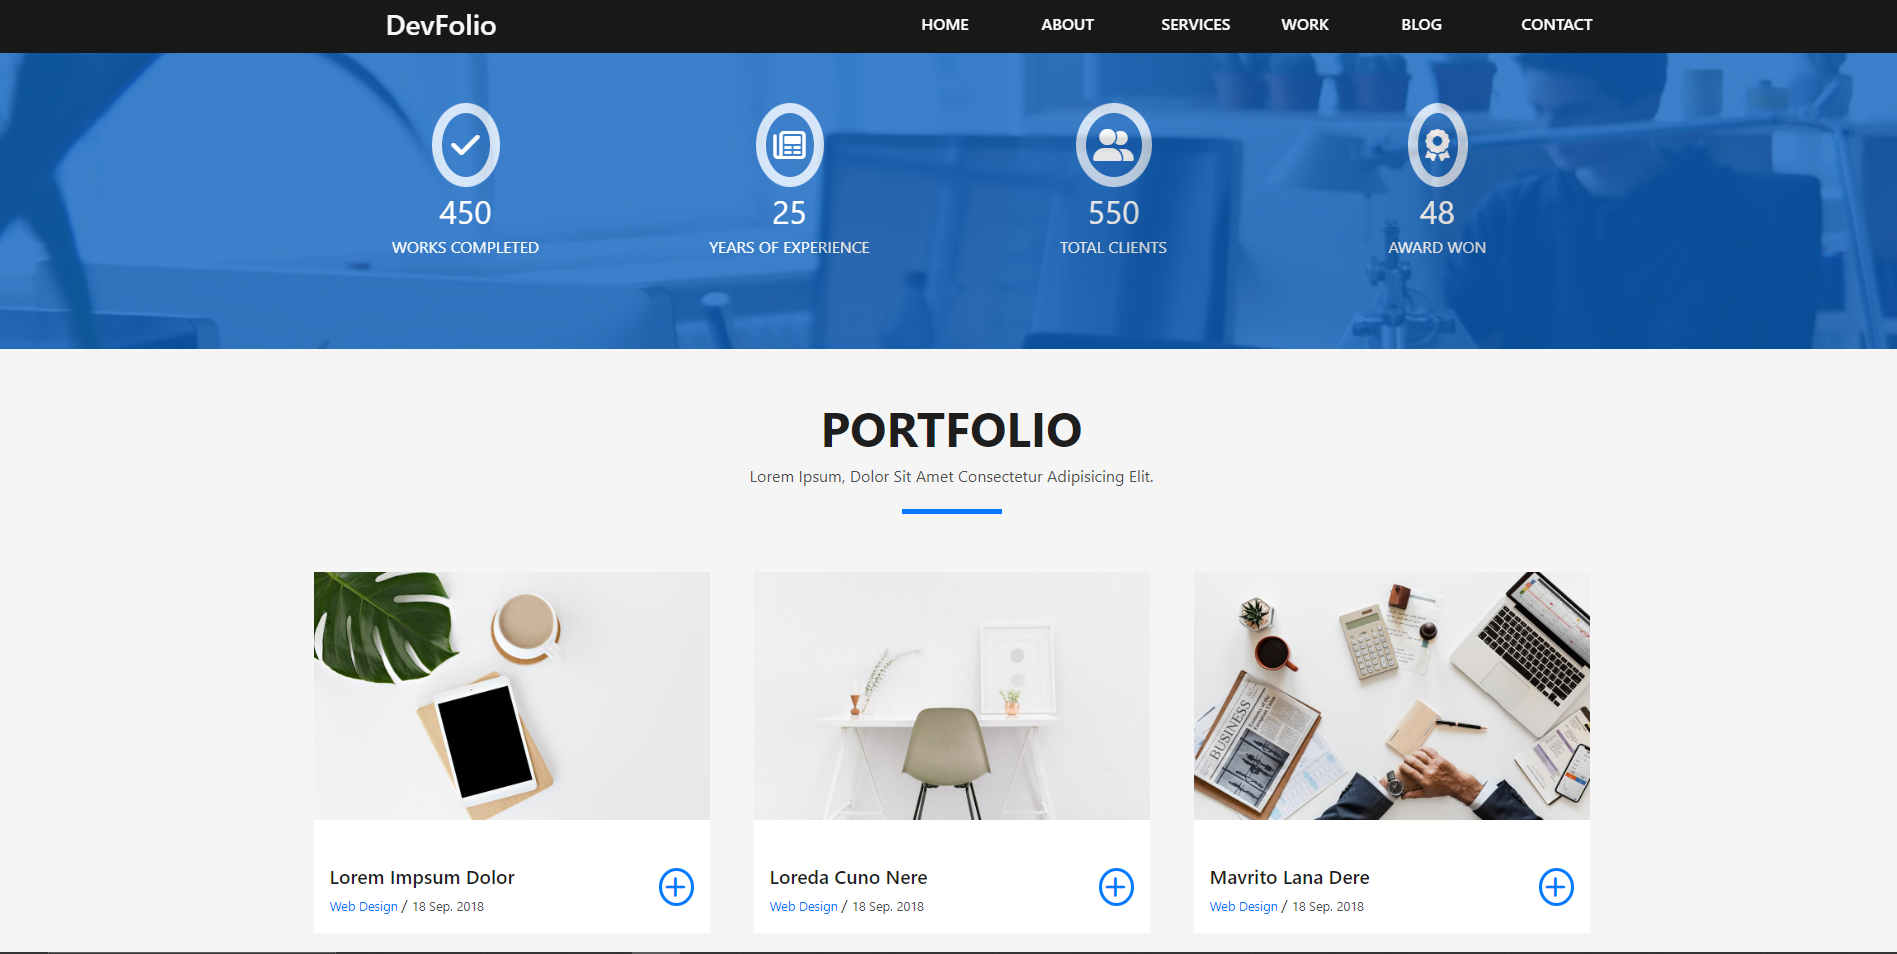 DevFolio HOME ABOUT SERVICES WORK BLOG CONTACT
450 25 550 48
WORKS COMPLETED YEARS OF EXPERIENCE TOTAL CLIENTS AWARD WON
PORTFOLIO
Lorem Ipsum, Dolor Sit Amet Consectetur Adipisicing Elit.
BUSINESS
Lorem Impsum Dolor
Web Design / 18 Sep. 2018
Loreda Cuno Nere
Web Design / 18 Sep. 2018
Mavrito Lana Dere
Web Design / 18 Sep. 2018